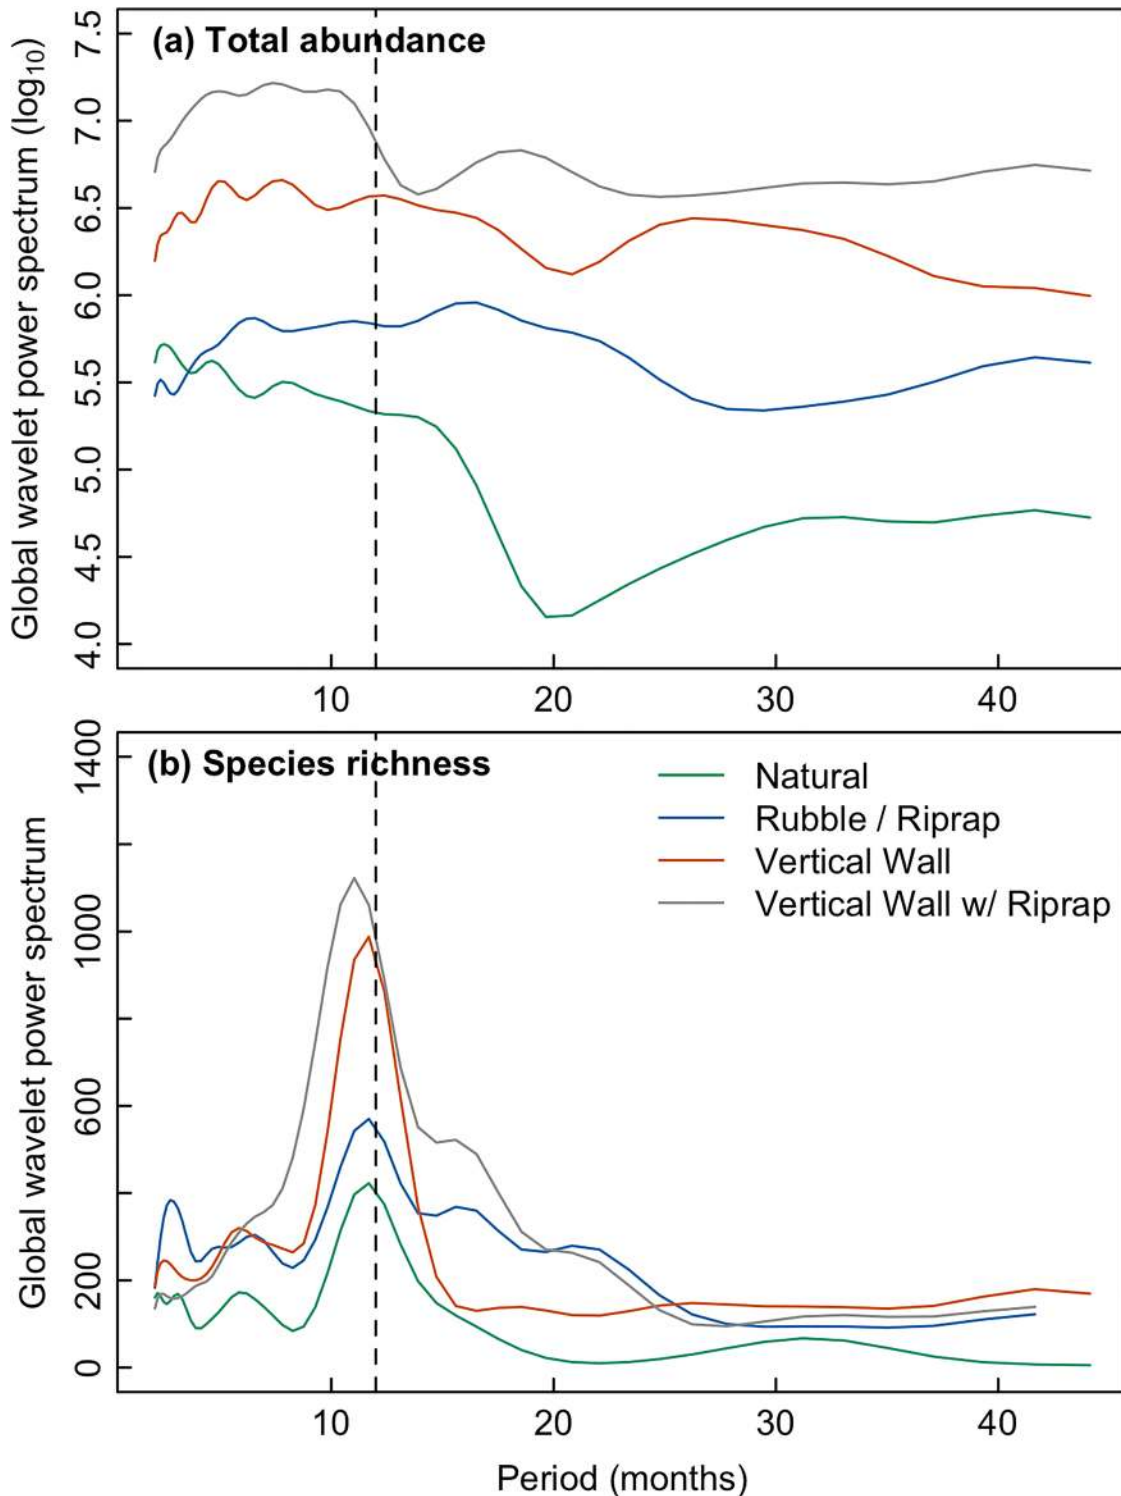 (a) Total abundance
Global wavelet power spectrum (log10)
7.5
7.0
6.5
6.0
5.5
5.0
4.5
4.0
10 20 30 40
(b) Species richness
Global wavelet power spectrum
1400
1000
600
200
0
Natural
Rubble / Riprap
Vertical Wall
Vertical Wall w/ Riprap
10 20 30 40
Period (months)